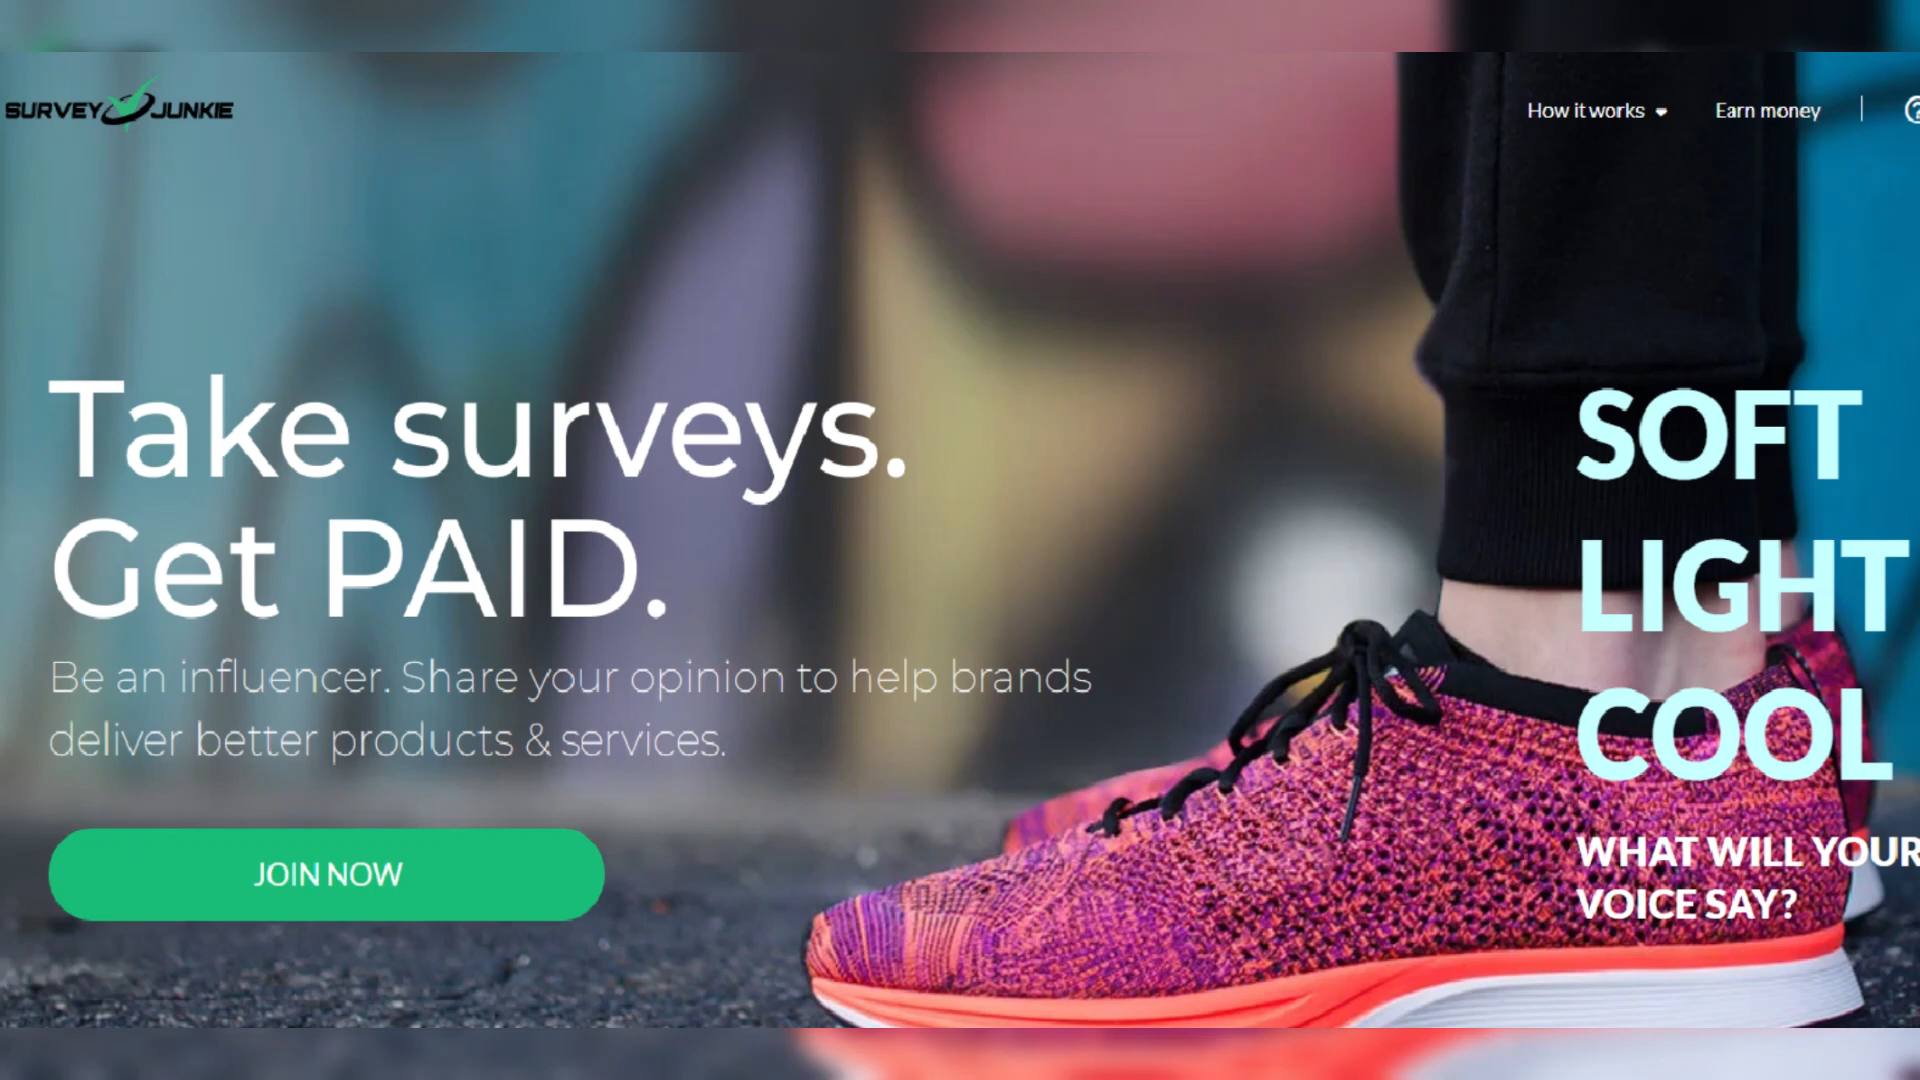 SURVEY JUNKIE
How it works
Earn money
Take surveys.
Get PAID.
Be an influencer. Share your opinion to help brands
deliver better products & services.
JOIN NOW
SOFT
LIGHT
COOL
WHAT WILL YOUR
VOICE SAY?